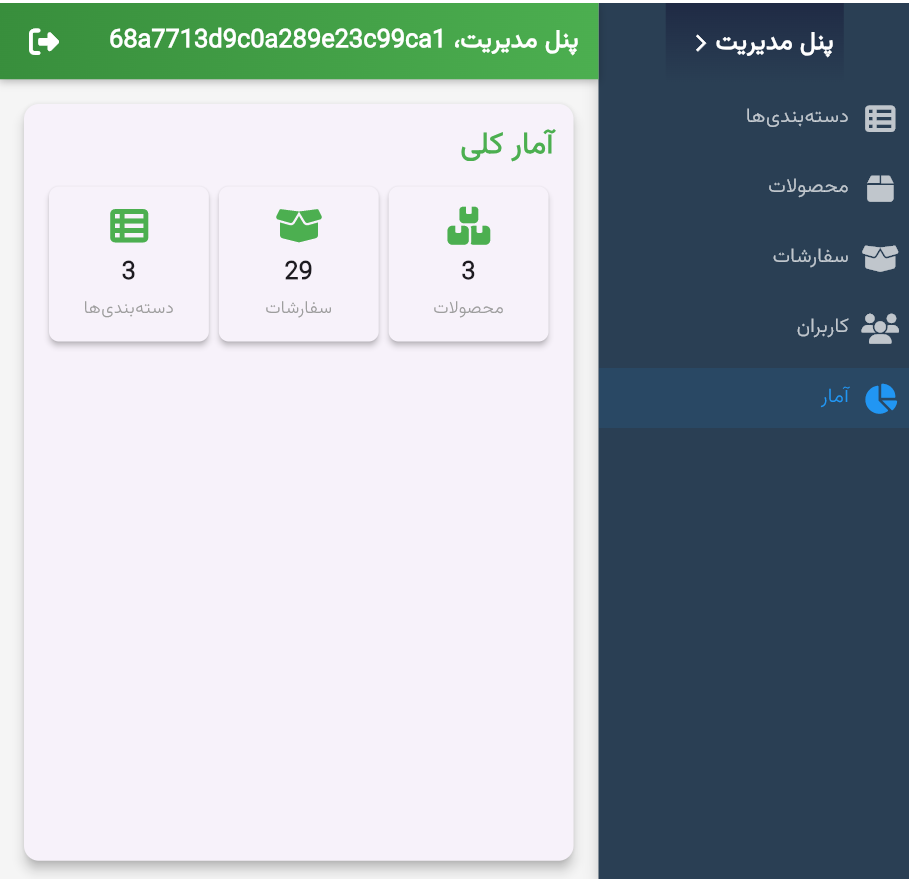 پنل مدیریت
دسته‌بندی‌ها
محصولات
سفارشات
کاربران
آمار
پنل مدیریت، 68a7713d9c0a289e23c99ca1
آمار کلی
3
محصولات
29
سفارشات
3
دسته‌بندی‌ها